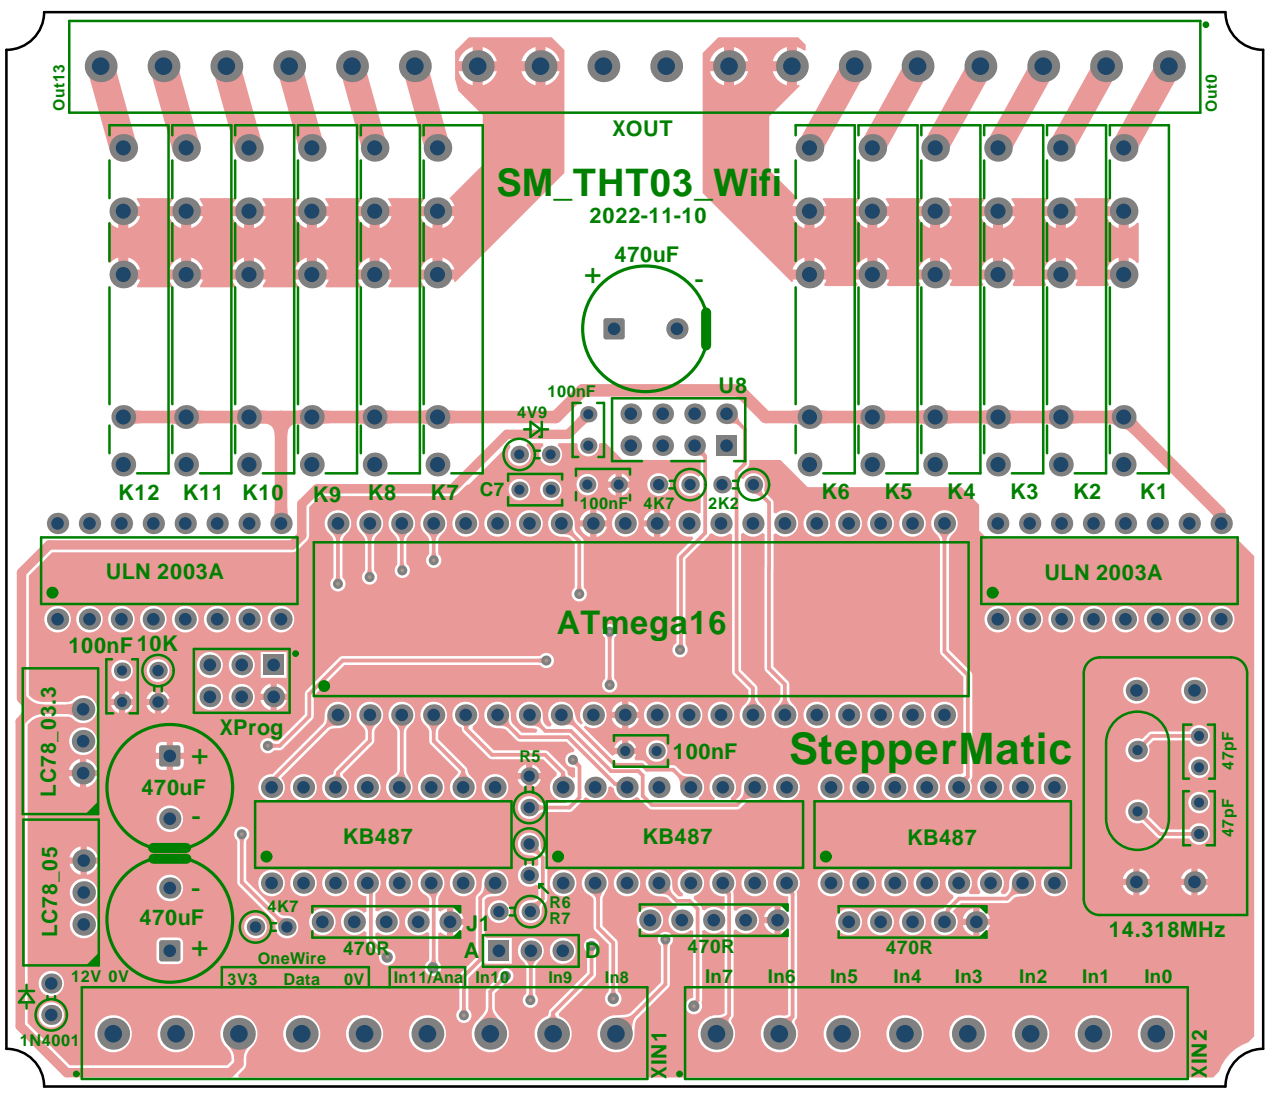 Out13
Out0
XOUT
SM_THT03_Wifi
2022-11-10
470uF
+ -
100nF
U8
4V9
K12 K11 K10 K9 K8 K7
C7
100nF
4K7
2K2
K6 K5 K4 K3 K2 K1
ULN 2003A
ULN 2003A
ATmega16
100nF 10K
LC78_03.3
XProg
+
470uF
-
R5
100nF
StepperMatic
47pF
47pF
KB487
KB487
KB487
LC78_05
-
470uF
+
4K7
R6
R7
J1
A D
470R
470R
470R
14.318MHz
OneWire
12V 0V
3V3 Data 0V
In11/Ana In10 In9 In8
In7 In6 In5 In4 In3 In2 In1 In0
1N4001
XIN1
XIN2